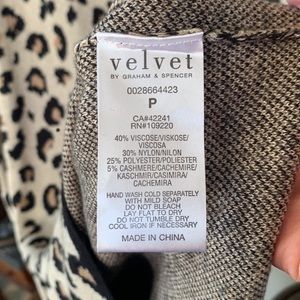 velvet
BY GRAHAM & SPENCER
0028664423
P
CA#42241
RN#109220
40% VISCOSE/VISKOSE/
VISCOSA
30% NYLON/NILON
25% POLYESTER/POLIESTER
5% CASHMERE/CACHEMIRE/
KASCHMIR/CASIMIRA/
CACHEMIRA
HAND WASH COLD SEPARATELY
WITH MILD SOAP
DO NOT BLEACH
LAY FLAT TO DRY
DO NOT TUMBLE DRY
COOL IRON IF NECESSARY
MADE IN CHINA